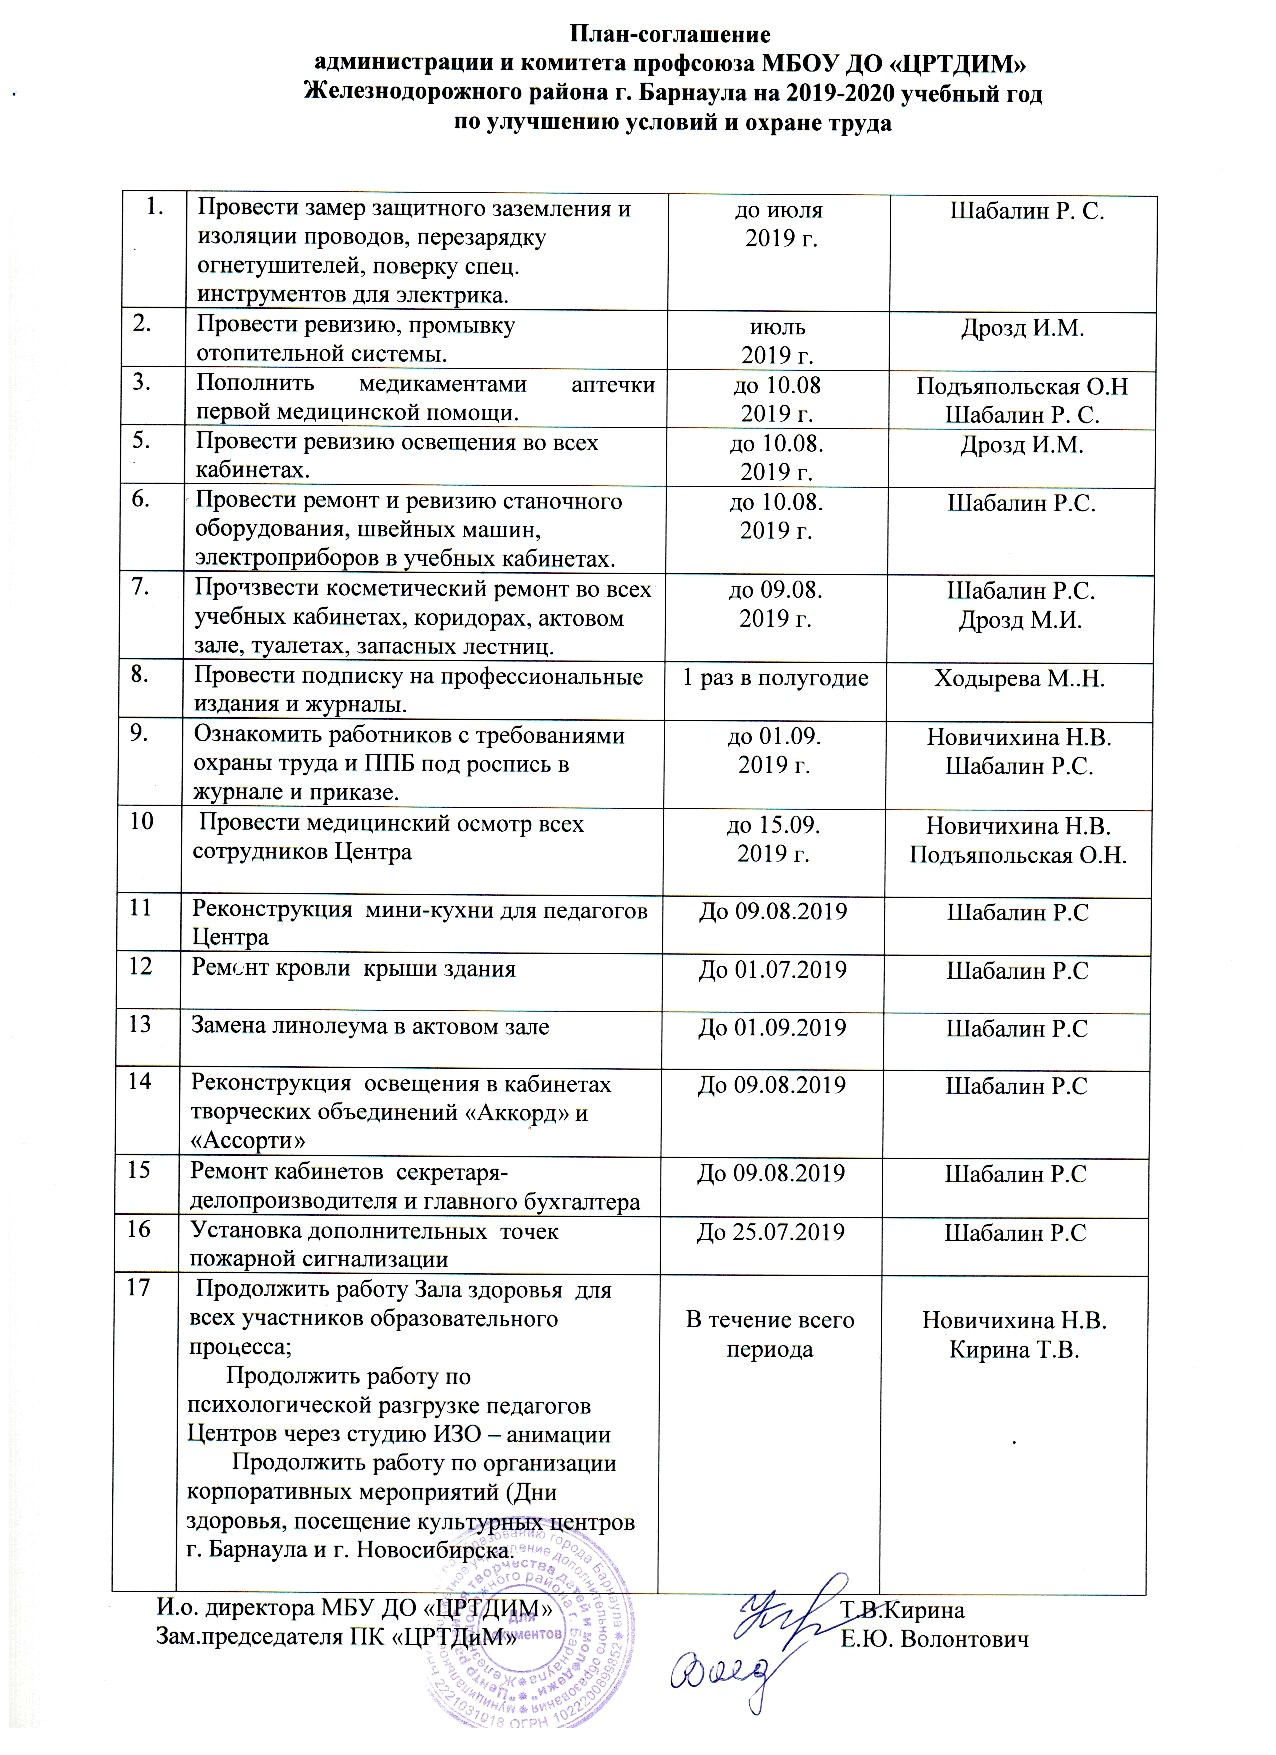 План-соглашение
администрации и комитета профсоюза МБОУ ДО «ЦРТДИМ»
Железнодорожного района г. Барнаула на 2019-2020 учебный год
по улучшению условий и охране труда
1. Провести замер защитного заземления и до июля Шабалин Р. С.
изоляции проводов, перезарядку 2019 г.
огнетушителей, поверку спец.
инструментов для электрика.
2. Провести ревизию, промывку июль Дрозд И.М.
отопительной системы. 2019 г.
3. Пополнить медикаментами аптечки до 10.08 Подъяпольская О.Н
первой медицинской помощи. 2019 г. Шабалин Р. С.
5. Провести ревизию освещения во всех до 10.08. Дрозд И.М.
кабинетах. 2019 г.
6. Провести ремонт и ревизию станочного до 10.08. Шабалин Р.С.
оборудования, швейных машин, 2019 г.
электроприборов в учебных кабинетах.
7. Произвести косметический ремонт во всех до 09.08. Шабалин Р.С.
учебных кабинетах, коридорах, актовом 2019 г. Дрозд М.И.
зале, туалетах, запасных лестниц.
8. Провести подписку на профессиональные 1 раз в полугодие Ходырева М..Н.
издания и журналы.
9. Ознакомить работников с требованиями до 01.09. Новичихина Н.В.
охраны труда и ППБ под роспись в 2019 г. Шабалин Р.С.
журнале и приказе.
10 Провести медицинский осмотр всех до 15.09. Новичихина Н.В.
сотрудников Центра 2019 г. Подъяпольская О.Н.
11 Реконструкция мини-кухни для педагогов До 09.08.2019 Шабалин Р.С
Центра
12 Ремонт кровли крыши здания До 01.07.2019 Шабалин Р.С
13 Замена линолеума в актовом зале До 01.09.2019 Шабалин Р.С
14 Реконструкция освещения в кабинетах До 09.08.2019 Шабалин Р.С
творческих объединений «Аккорд» и
«Ассорти»
15 Ремонт кабинетов секретаря- До 09.08.2019 Шабалин Р.С
делопроизводителя и главного бухгалтера
16 Установка дополнительных точек До 25.07.2019 Шабалин Р.С
пожарной сигнализации
17 Продолжить работу Зала здоровья для
всех участников образовательного В течение всего Новичихина Н.В.
процесса; периода Кирина Т.В.
Продолжить работу по
психологической разгрузке педагогов
Центров через студию ИЗО – анимации
Продолжить работу по организации
корпоративных мероприятий (Дни
здоровья, посещение культурных центров
г. Барнаула и г. Новосибирска.
И.о. директора МБУ ДО «ЦРТДИМ» Т.В.Кирина
Зам.председателя ПК «ЦРТДиМ» Е.Ю. Волонтович
Для
документов